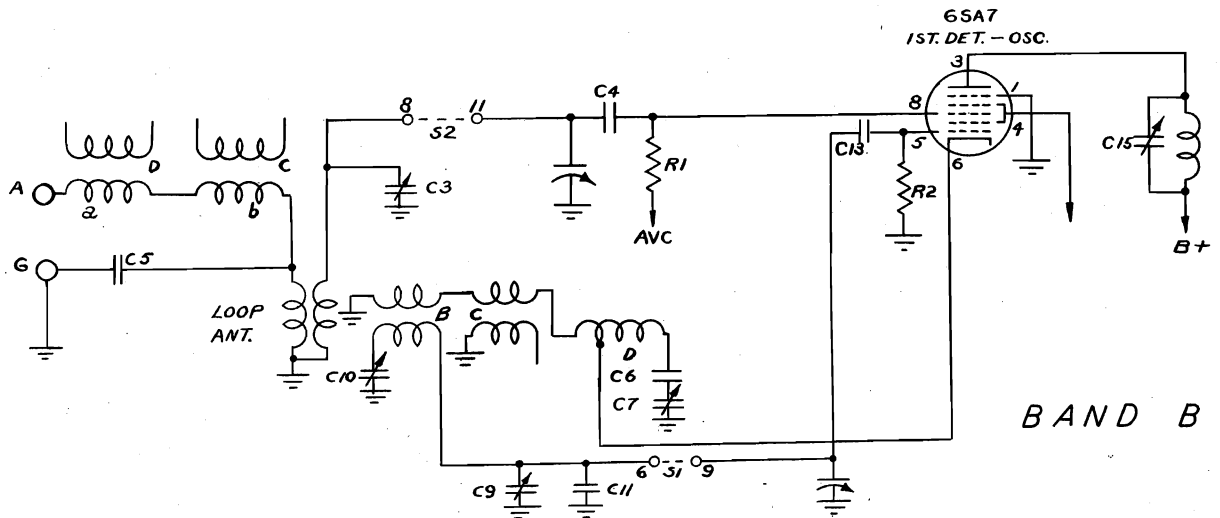 6SA7
1ST. DET. – OSC.
3
1
8
4
5
6
C4
8
11
S2
C13
C15
R1
R2
C3
D
C
A
a
b
AVC
B+
G
C5
LOOP
ANT.
B
C
D
C10
C6
C7
BAND B
6
S1
9
C9
C11